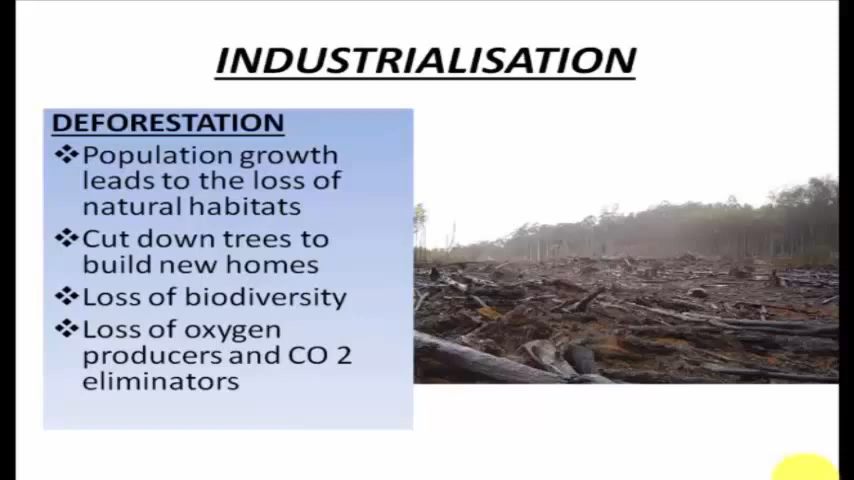 INDUSTRIALISATION
DEFORESTATION
❖Population growth
leads to the loss of
natural habitats
❖Cut down trees to
build new homes
❖Loss of biodiversity
❖Loss of oxygen
producers and CO 2
eliminators